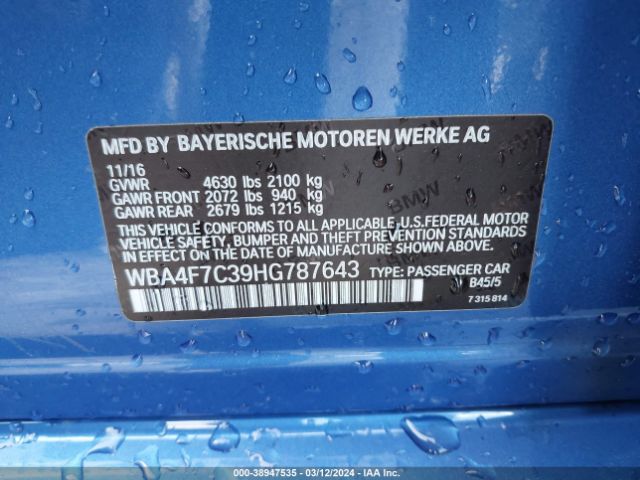 MFD BY BAYERISCHE MOTOREN WERKE AG
11/16
GVWR 4630 lbs 2100 kg
GAWR FRONT 2072 lbs 940 kg
GAWR REAR 2679 lbs 1215 kg
THIS VEHICLE CONFORMS TO ALL APPLICABLE U.S.FEDERAL MOTOR
VEHICLE SAFETY, BUMPER AND THEFT PREVENTION STANDARDS
IN EFFECT ON THE DATE OF MANUFACTURE SHOWN ABOVE.
WBA4F7C39HG787643 TYPE: PASSENGER CAR
B45/5
7 315 814
BMW
BMW
000-38947535 - 03/12/2024 - IAA Inc.